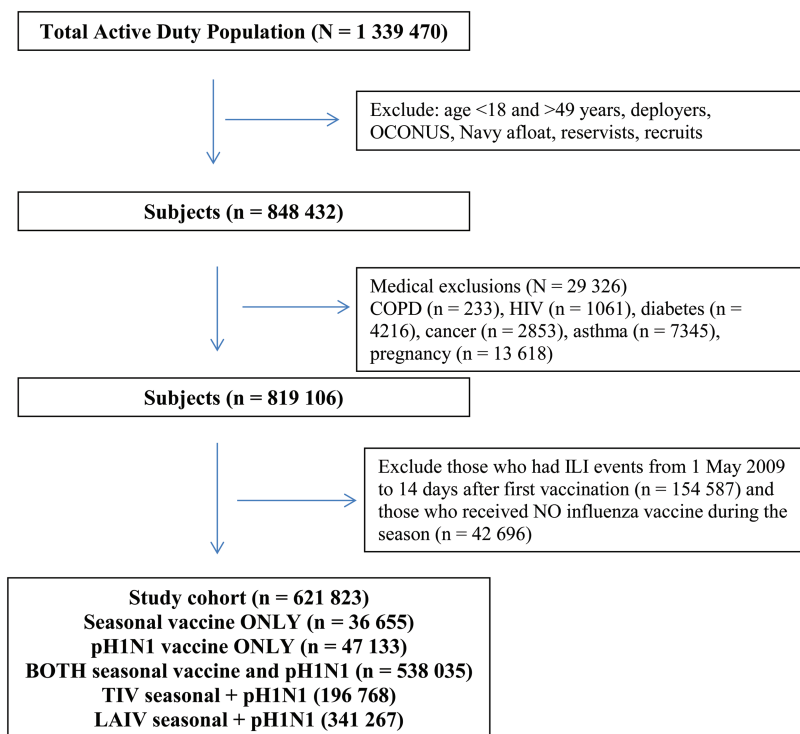 Total Active Duty Population (N = 1 339 470)
Exclude: age <18 and >49 years, deployers,
OCONUS, Navy afloat, reservists, recruits
Subjects (n = 848 432)
Medical exclusions (N = 29 326)
COPD (n = 233), HIV (n = 1061), diabetes (n =
4216), cancer (n = 2853), asthma (n = 7345),
pregnancy (n = 13 618)
Subjects (n = 819 106)
Exclude those who had ILI events from 1 May 2009
to 14 days after first vaccination (n = 154 587) and
those who received NO influenza vaccine during the
season (n = 42 696)
Study cohort (n = 621 823)
Seasonal vaccine ONLY (n = 36 655)
pH1N1 vaccine ONLY (n = 47 133)
BOTH seasonal vaccine and pH1N1 (n = 538 035)
TIV seasonal + pH1N1 (196 768)
LAIV seasonal + pH1N1 (341 267)